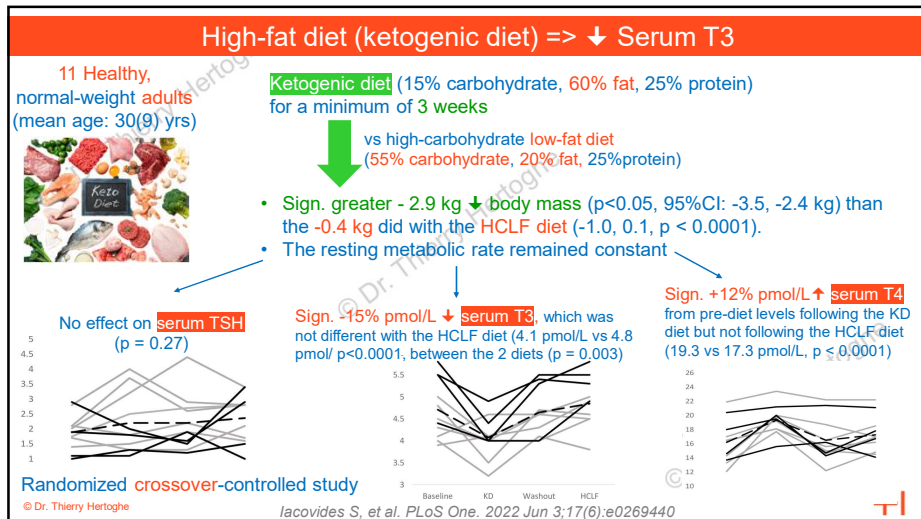 High-fat diet (ketogenic diet) => ↓ Serum T3
11 Healthy,
normal-weight adults
(mean age: 30(9) yrs)
Keto
Diet
Ketogenic diet (15% carbohydrate, 60% fat, 25% protein)
for a minimum of 3 weeks
vs high-carbohydrate low-fat diet
(55% carbohydrate, 20% fat, 25%protein)
• Sign. greater - 2.9 kg ↓ body mass (p<0.05, 95%CI: -3.5, -2.4 kg) than
the -0.4 kg did with the HCLF diet (-1.0, 0.1, p < 0.0001).
• The resting metabolic rate remained constant
No effect on serum TSH
(p = 0.27)
5
4.5
4
3.5
3
2.5
2
1.5
1
Sign. -15% pmol/L ↓ serum T3, which was
not different with the HCLF diet (4.1 pmol/L vs 4.8
pmol/ p<0.0001, between the 2 diets (p = 0.003)
5.5
5
4.5
4
3.5
3
Baseline KD Washout HCLF
Sign. +12% pmol/L ↑ serum T4
from pre-diet levels following the KD
diet but not following the HCLF diet
(19.3 vs 17.3 pmol/L, p < 0.0001)
26
24
22
20
18
16
14
12
10
Randomized crossover-controlled study
© Dr. Thierry Hertoghe
Iacovides S, et al. PLoS One. 2022 Jun 3;17(6):e0269440
© Dr. Thierry Hertoghe